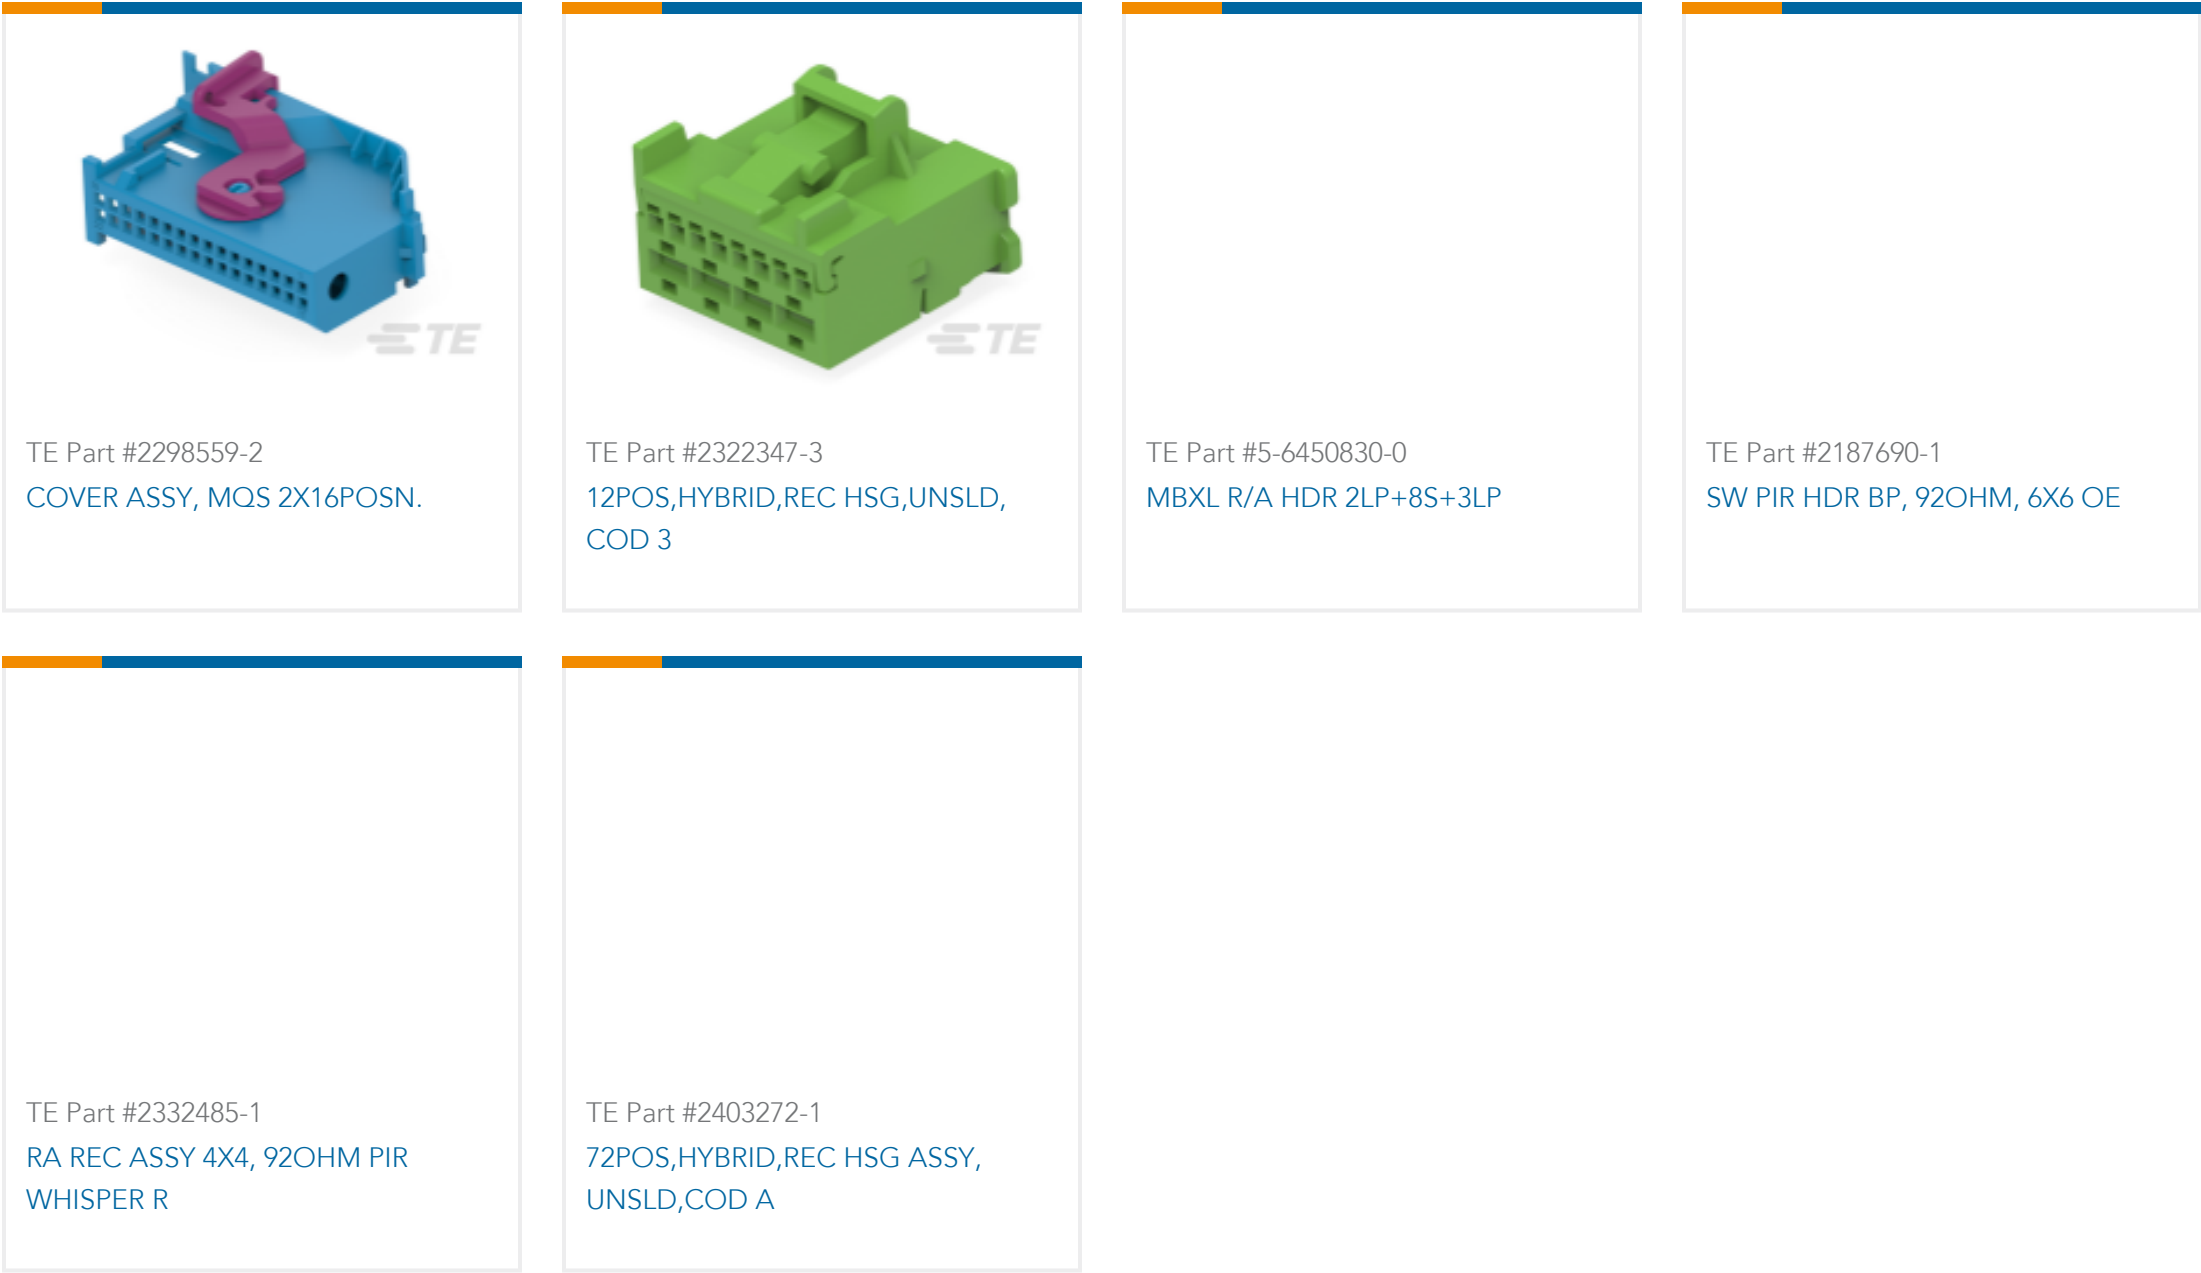 TE
TE
TE Part #2298559-2
COVER ASSY, MQS 2X16POSN.
TE Part #2322347-3
12POS,HYBRID,REC HSG,UNSLD,
COD 3
TE Part #5-6450830-0
MBXL R/A HDR 2LP+8S+3LP
TE Part #2187690-1
SW PIR HDR BP, 92OHM, 6X6 OE
TE Part #2332485-1
RA REC ASSY 4X4, 92OHM PIR
WHISPER R
TE Part #2403272-1
72POS,HYBRID,REC HSG ASSY,
UNSLD,COD A